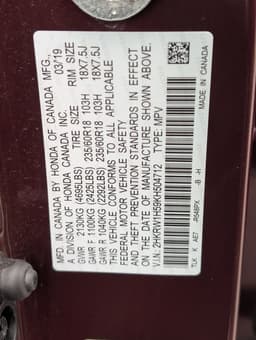 MFD. IN CANADA BY HONDA OF CANADA MFG.
A DIVISION OF HONDA CANADA INC. 03/19
TIRE SIZE RIM SIZE
GVWR 2130KG (4695LBS)
GAWR F 1100KG (2425LBS) 235/60R18 103H 18X7.5J
GAWR R 1040KG (2292LBS) 235/60R18 103H 18X7.5J
THIS VEHICLE CONFORMS TO ALL APPLICABLE
FEDERAL MOTOR VEHICLE SAFETY
AND THEFT PREVENTION STANDARDS IN EFFECT
ON THE DATE OF MANUFACTURE SHOWN ABOVE.
V.I.N: 2HKRW1H59KH504712 TYPE: MPV
TLK K AET -B -H
MADE IN CANADA